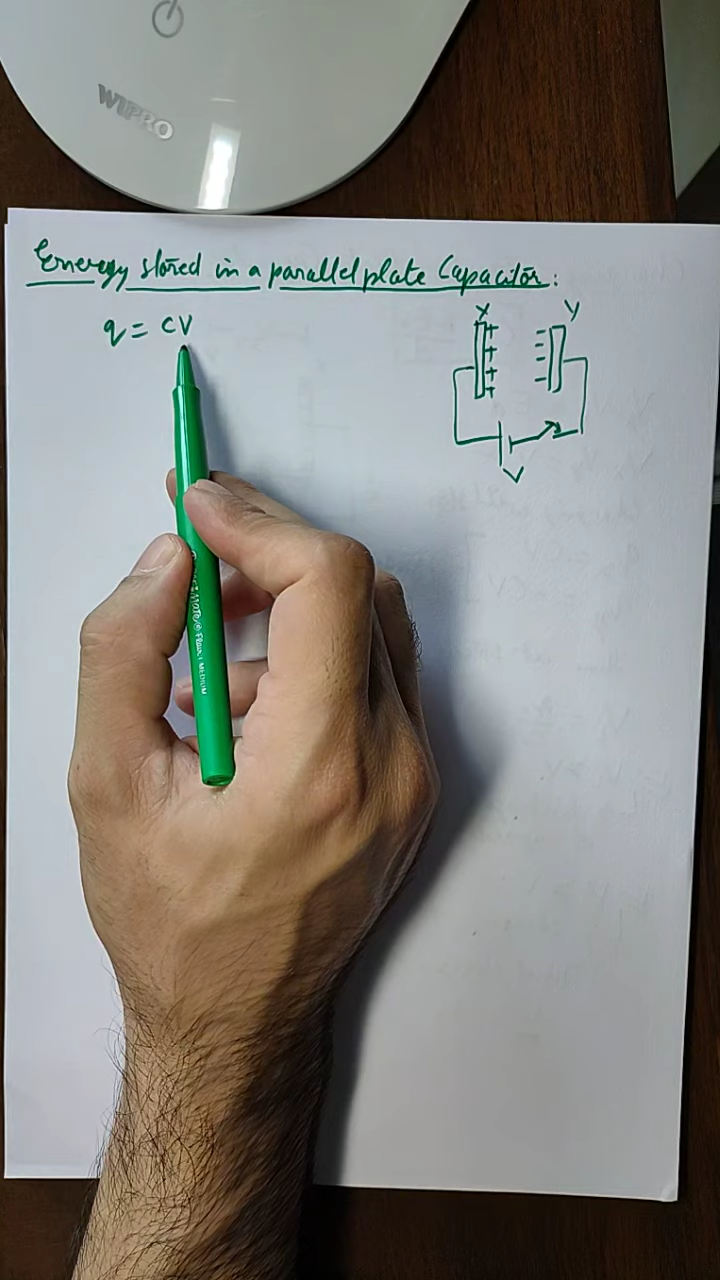 WIPRO
Energy stored in a parallel plate Capacitor:
q = CV
X Y
+ –
+ –
+ –
+ –
V